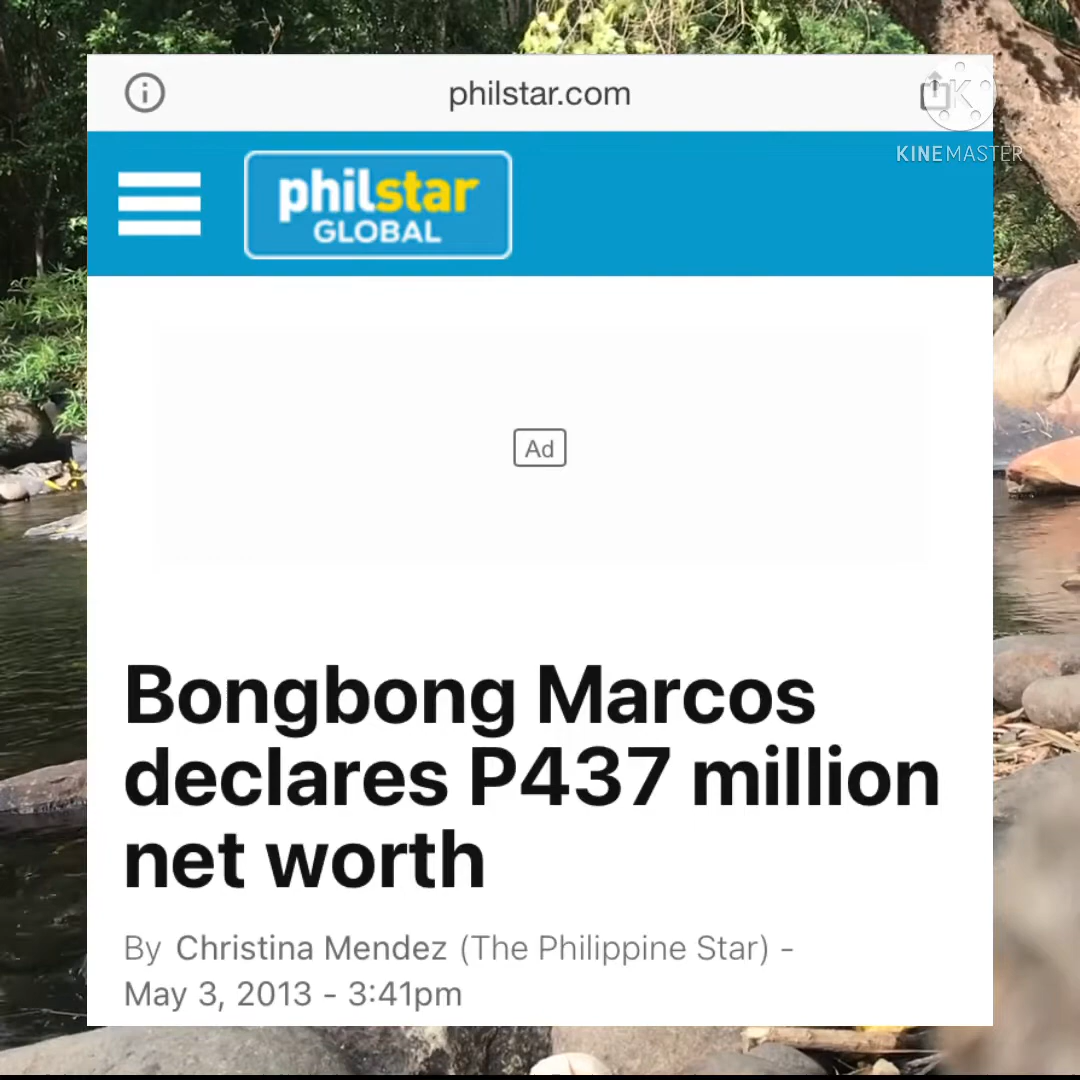 philstar.com
KINEMASTER
philstar
GLOBAL
Ad
Bongbong Marcos
declares P437 million
net worth
By Christina Mendez (The Philippine Star) -
May 3, 2013 - 3:41pm